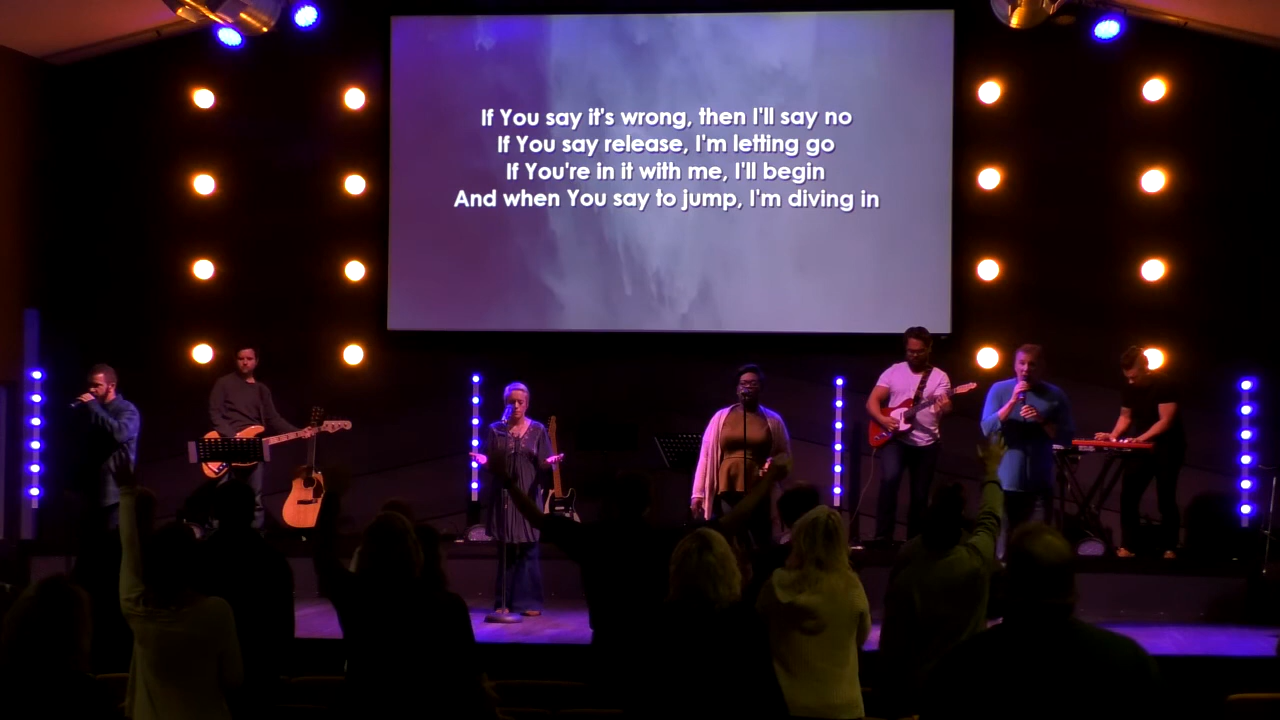 If You say it's wrong, then I'll say no
If You say release, I'm letting go
If You're in it with me, I'll begin
And when You say to jump, I'm diving in